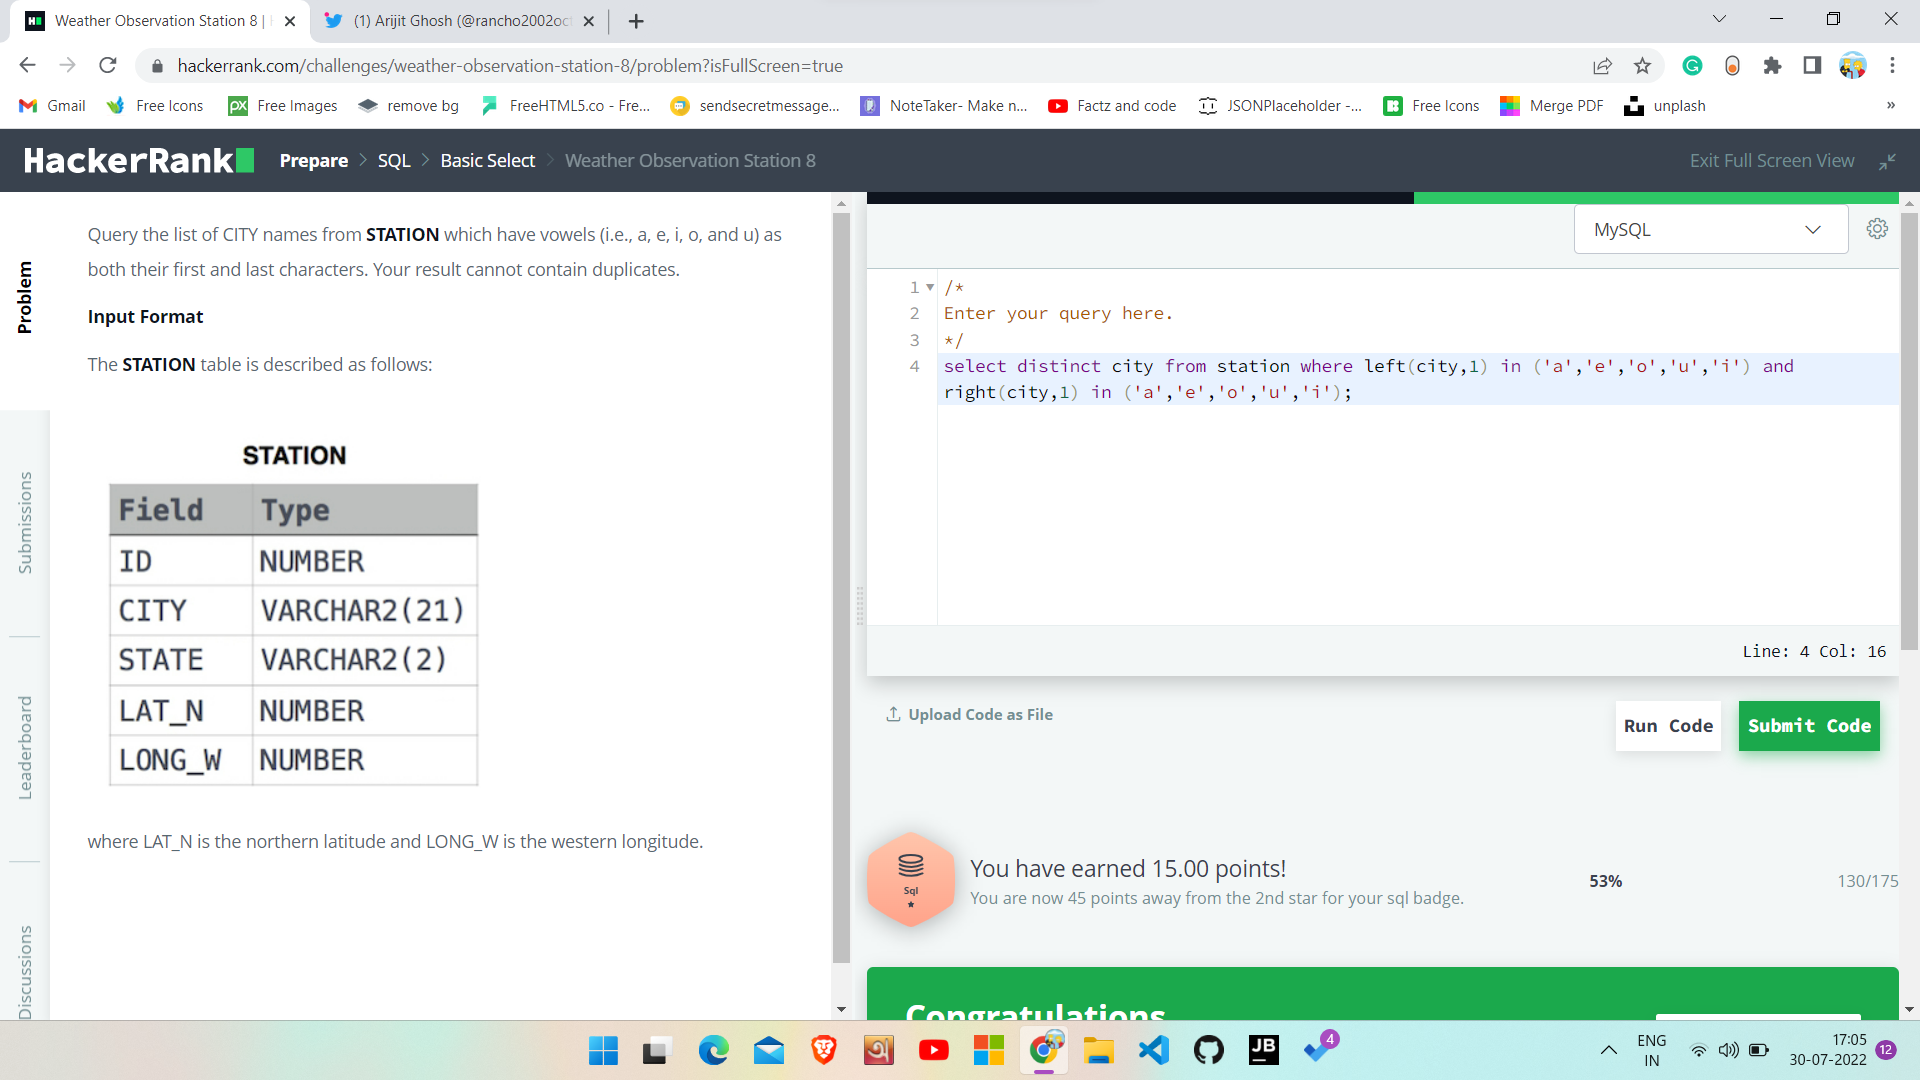 Weather Observation Station 8 |
(1) Arijit Ghosh (@rancho2002oct
hackerrank.com/challenges/weather-observation-station-8/problem?isFullScreen=true
Gmail
Free Icons
Free Images
remove bg
FreeHTML5.co - Fre...
sendsecretmessage...
NoteTaker- Make n...
Factz and code
JSONPlaceholder -...
Free Icons
Merge PDF
unplash
»
HackerRank
Prepare
SQL
Basic Select
Weather Observation Station 8
Exit Full Screen View
Problem
Submissions
Leaderboard
Discussions
Query the list of CITY names from STATION which have vowels (i.e., a, e, i, o, and u) as
both their first and last characters. Your result cannot contain duplicates.
Input Format
The STATION table is described as follows:
STATION
Field Type
ID NUMBER
CITY VARCHAR2(21)
STATE VARCHAR2(2)
LAT_N NUMBER
LONG_W NUMBER
where LAT_N is the northern latitude and LONG_W is the western longitude.
MySQL
1 /*
2 Enter your query here.
3 */
4 select distinct city from station where left(city,1) in ('a','e','o','u','i') and
right(city,1) in ('a','e','o','u','i');
Line: 4 Col: 16
Upload Code as File
Run Code
Submit Code
Sql
You have earned 15.00 points!
You are now 45 points away from the 2nd star for your sql badge.
53%
130/175
Congratulations
JB
4
ENG
IN
17:05
30-07-2022
12